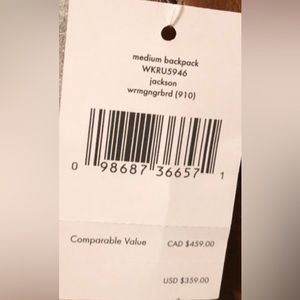 medium backpack
WKRU5946
jackson
wrmgngrbrd (910)
0 98687 36657 1
Comparable Value CAD $459.00
USD $359.00